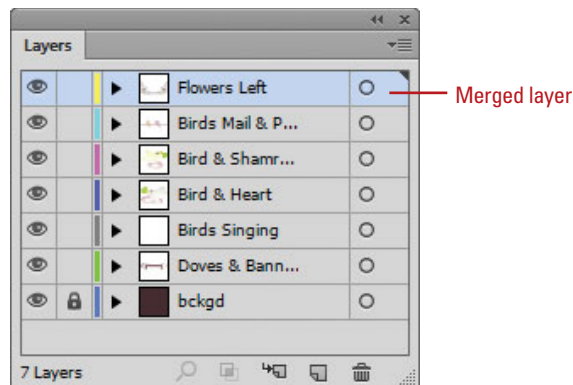 Layers
Flowers Left
Merged layer
Birds Mail & P...
Bird & Shamr...
Bird & Heart
Birds Singing
Doves & Bann...
bckgd
7 Layers